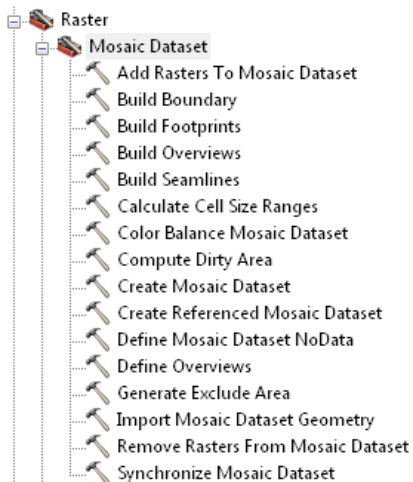 Raster
Mosaic Dataset
Add Rasters To Mosaic Dataset
Build Boundary
Build Footprints
Build Overviews
Build Seamlines
Calculate Cell Size Ranges
Color Balance Mosaic Dataset
Compute Dirty Area
Create Mosaic Dataset
Create Referenced Mosaic Dataset
Define Mosaic Dataset NoData
Define Overviews
Generate Exclude Area
Import Mosaic Dataset Geometry
Remove Rasters From Mosaic Dataset
Synchronize Mosaic Dataset